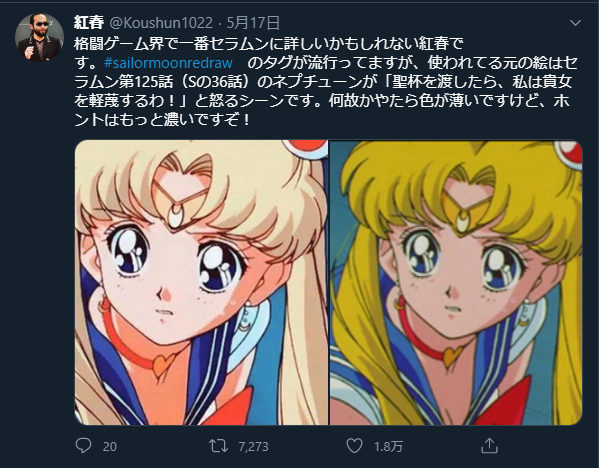 紅春 @Koushun1022・5月17日
格闘ゲーム界で一番セラムンに詳しいかもしれない紅春で
す。#sailormoonredraw のタグが流行ってますが、使われてる元の絵はセ
ラムン第125話（Sの36話）のネプチューンが「聖杯を渡したら、私は貴女
を軽蔑するわ！」と怒るシーンです。何故かやたら色が薄いですけど、ホ
ントはもっと濃いですぞ！
20 7,273 1.8万